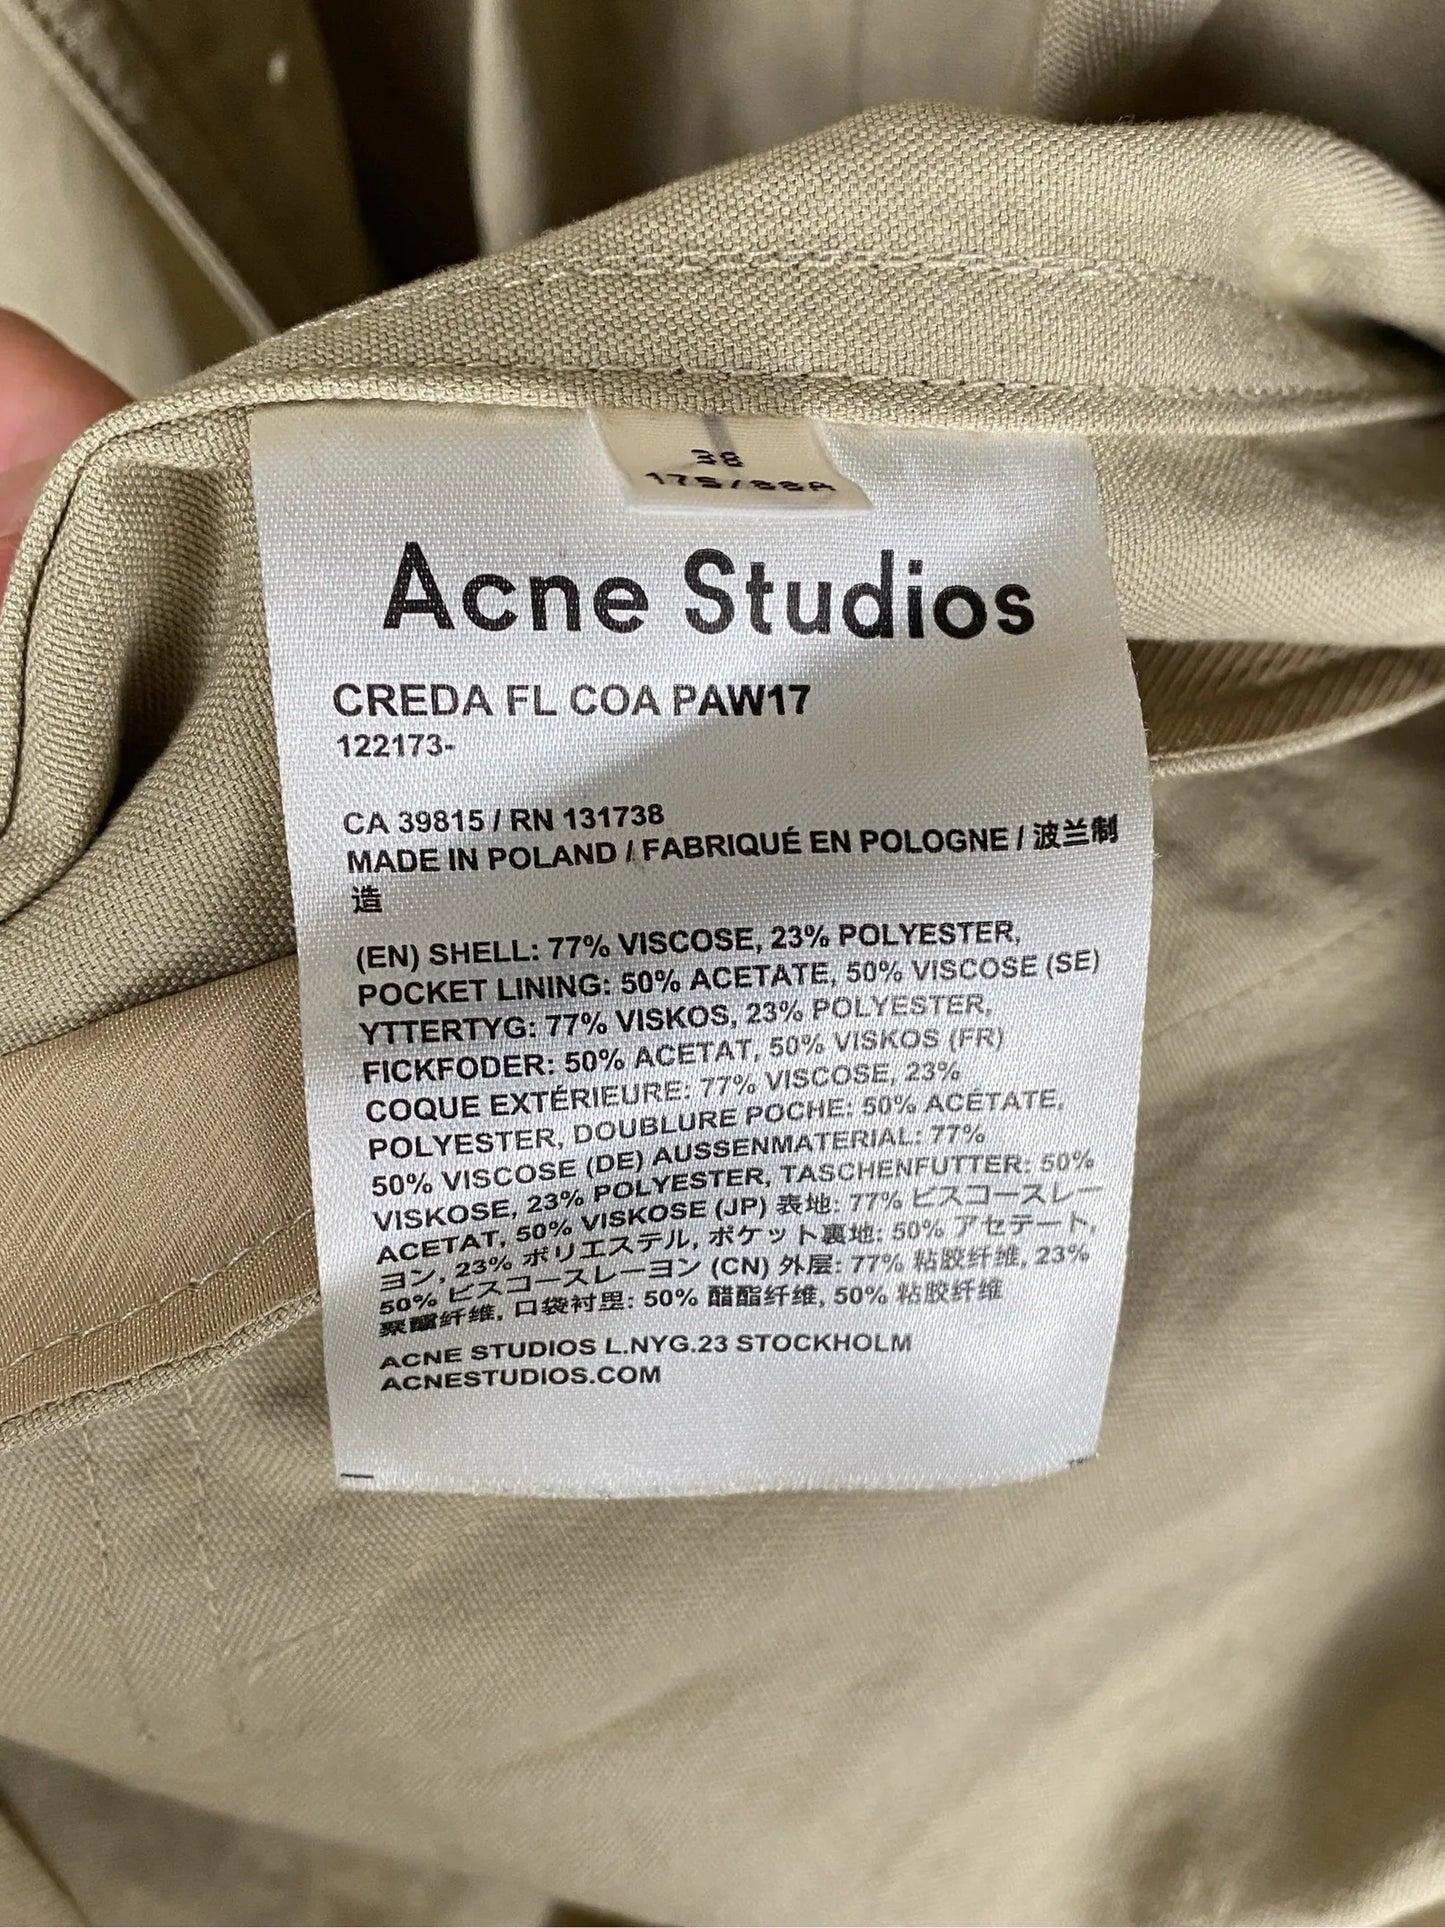 38
175/88A
Acne Studios
CREDA FL COA PAW17
122173-
CA 39815 / RN 131738
MADE IN POLAND / FABRIQUÉ EN POLOGNE / 波兰制
造
(EN) SHELL: 77% VISCOSE, 23% POLYESTER,
POCKET LINING: 50% ACETATE, 50% VISCOSE (SE)
YTTERTYG: 77% VISKOS, 23% POLYESTER,
FICKFODER: 50% ACETAT, 50% VISKOS (FR)
COQUE EXTÉRIEURE: 77% VISCOSE, 23%
POLYESTER, DOUBLURE POCHE: 50% ACÉTATE,
50% VISCOSE (DE) AUSSENMATERIAL: 77%
VISKOSE, 23% POLYESTER, TASCHENFUTTER: 50%
ACETAT, 50% VISKOSE (JP) 表地: 77% ビスコースレー
ヨン, 23% ポリエステル, ポケット裏地: 50% アセテート,
50% ビスコースレーヨン (CN) 外层: 77% 粘胶纤维, 23%
聚酯纤维, 口袋衬里: 50% 醋酯纤维, 50% 粘胶纤维
ACNE STUDIOS L.NYG.23 STOCKHOLM
ACNESTUDIOS.COM